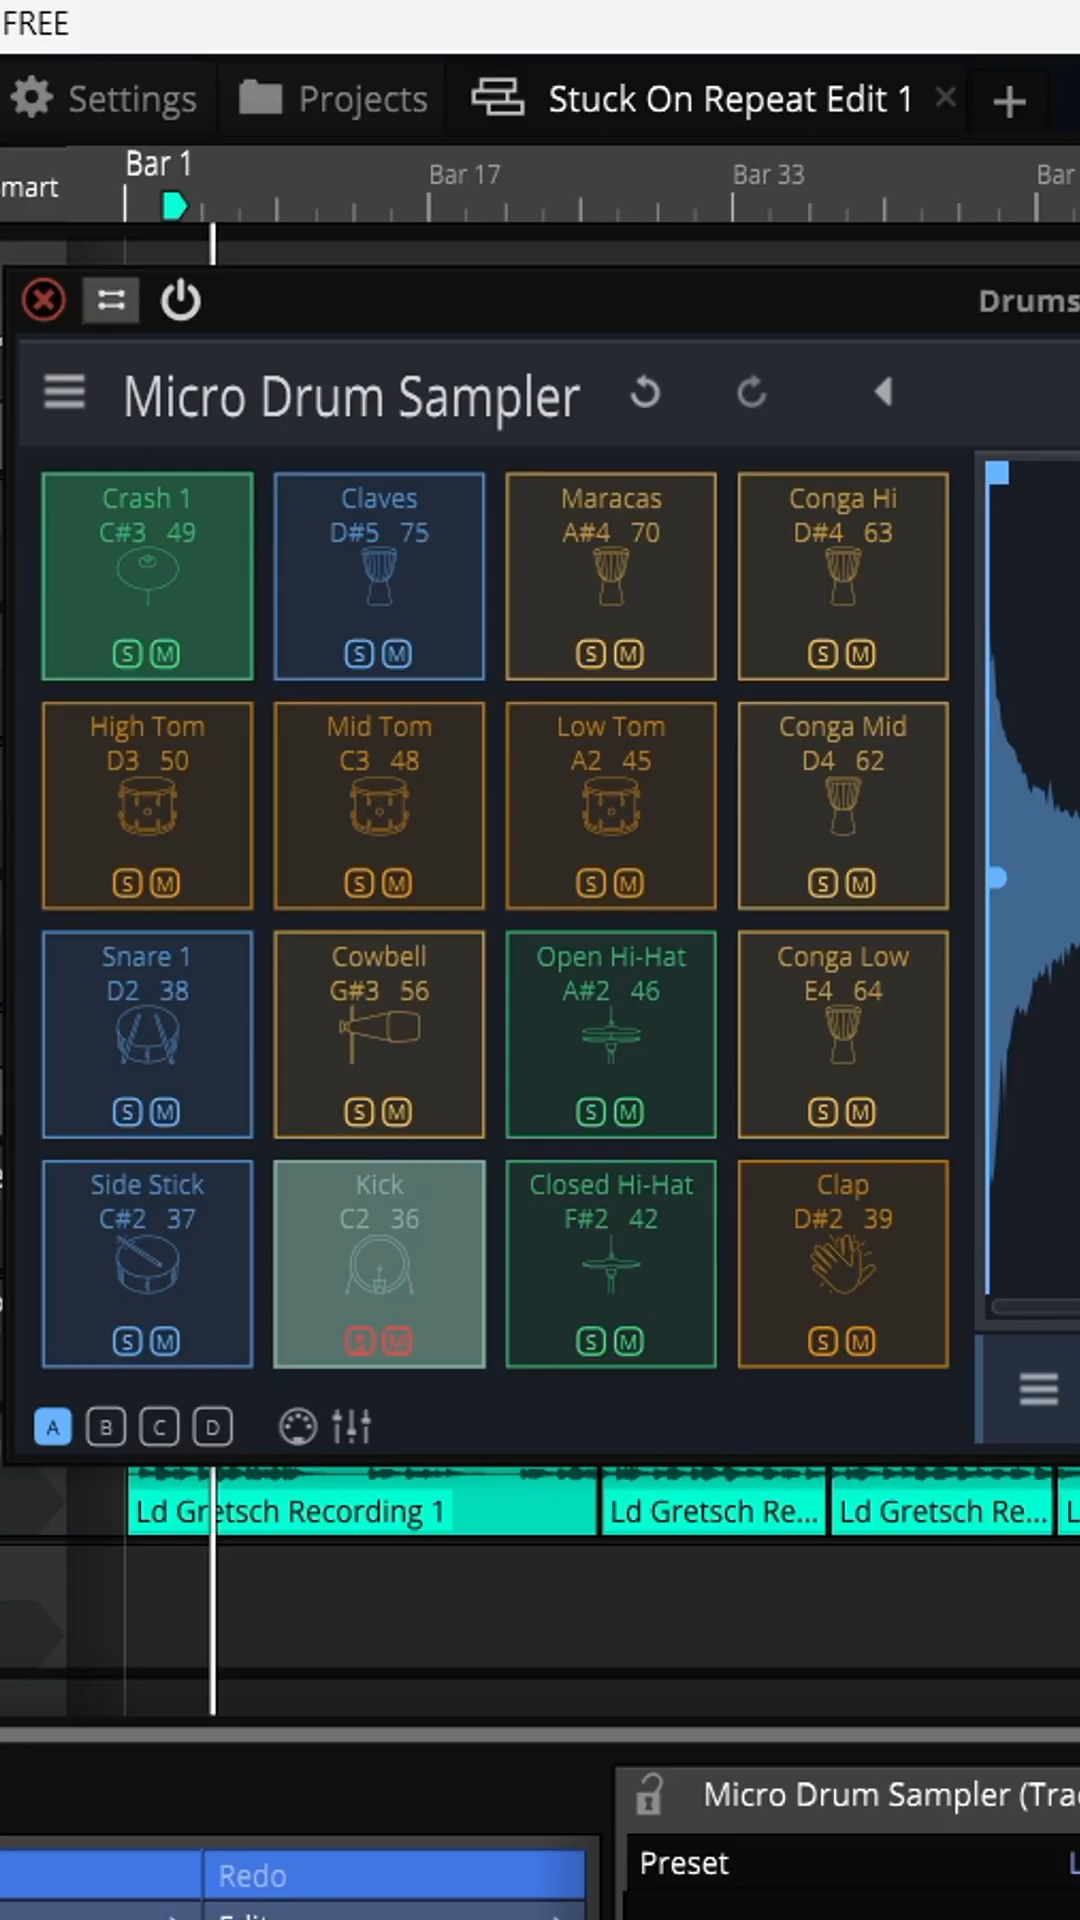 FREE
Settings
Projects
Stuck On Repeat Edit 1
mart
Bar 1
Bar 17
Bar 33
Bar
Drums
Micro Drum Sampler
Crash 1
C#3 49
S M
Claves
D#5 75
S M
Maracas
A#4 70
S M
Conga Hi
D#4 63
S M
High Tom
D3 50
S M
Mid Tom
C3 48
S M
Low Tom
A2 45
S M
Conga Mid
D4 62
S M
Snare 1
D2 38
S M
Cowbell
G#3 56
S M
Open Hi-Hat
A#2 46
S M
Conga Low
E4 64
S M
Side Stick
C#2 37
S M
Kick
C2 36
S M
Closed Hi-Hat
F#2 42
S M
Clap
D#2 39
S M
A B C D
Ld Gretsch Recording 1
Ld Gretsch Re...
Ld Gretsch Re...
L
Micro Drum Sampler (Tra
Preset
L
Redo